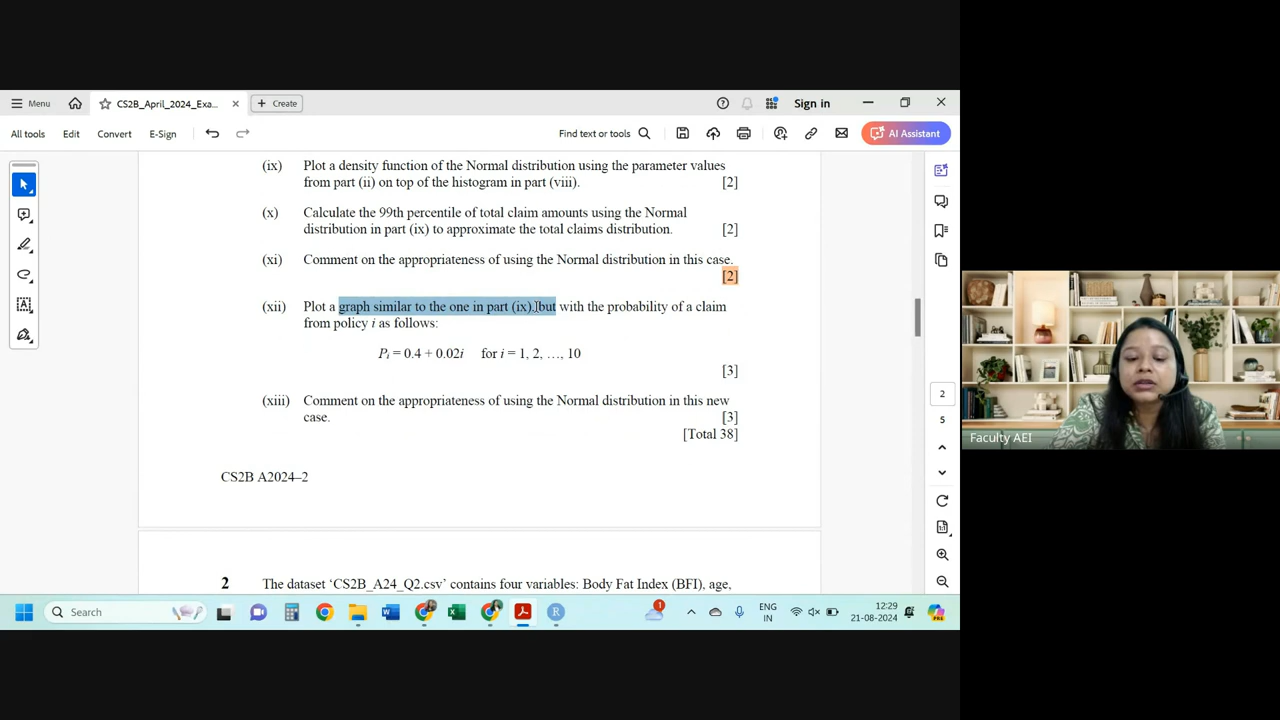 Menu
CS2B_April_2024_Exa...
Create
Sign in
All tools
Edit
Convert
E-Sign
Find text or tools
AI Assistant
(ix) Plot a density function of the Normal distribution using the parameter values
from part (ii) on top of the histogram in part (viii). [2]
(x) Calculate the 99th percentile of total claim amounts using the Normal
distribution in part (ix) to approximate the total claims distribution. [2]
(xi) Comment on the appropriateness of using the Normal distribution in this case.
[2]
(xii) Plot a graph similar to the one in part (ix), but with the probability of a claim
from policy i as follows:
Pi = 0.4 + 0.02i for i = 1, 2, …, 10
[3]
(xiii) Comment on the appropriateness of using the Normal distribution in this new
case. [3]
[Total 38]
CS2B A2024–2
2 The dataset ‘CS2B_A24_Q2.csv’ contains four variables: Body Fat Index (BFI), age,
2
5
Faculty AEI
Search
1
ENG
IN
12:29
21-08-2024